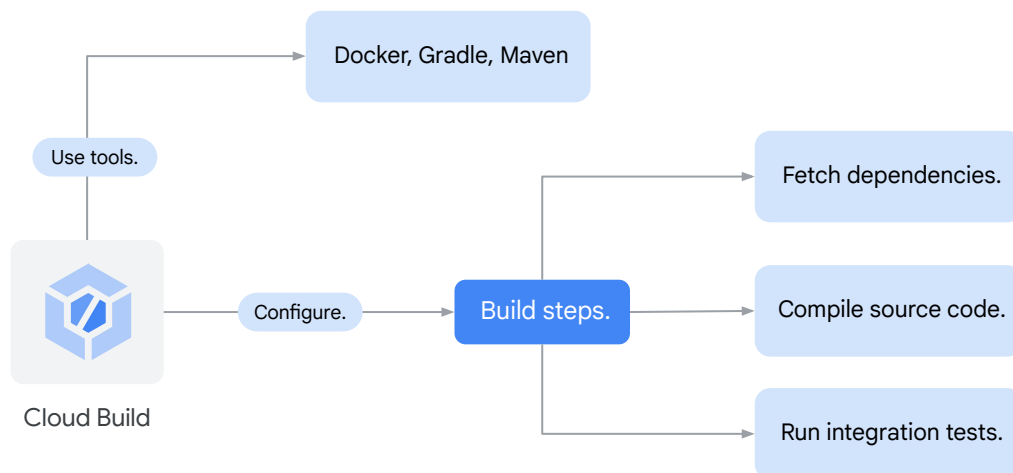 Docker, Gradle, Maven
Use tools.
Fetch dependencies.
Configure.
Build steps.
Compile source code.
Cloud Build
Run integration tests.